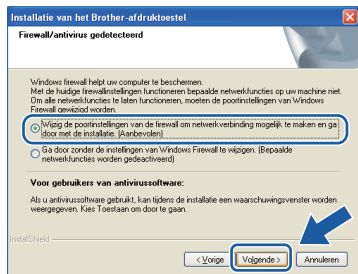 Installatie van het Brother-afdruktoestel
Firewall/antivirus gedetecteerd
Windows firewall helpt uw computer te beschermen.
Met de huidige firewallinstellingen functioneren bepaalde netwerkfuncties op uw machine niet.
Om alle netwerkfuncties te laten functioneren, moeten de poortinstellingen van Windows
Firewall gewijzigd worden.
Wijzig de poortinstellingen van de firewall om netwerkverbinding mogelijk te maken en ga
door met de installatie. (Aanbevolen)
Ga door zonder de instellingen van Windows Firewall te wijzigen. (Bepaalde
netwerkfuncties worden gedeactiveerd)
Voor gebruikers van antivirussoftware:
Als u antivirussoftware gebruikt, kan tijdens de installatie een waarschuwingsvenster worden
weergegeven. Kies Toestaan om door te gaan.
InstallShield
< Vorige
Volgende >
Annuleren